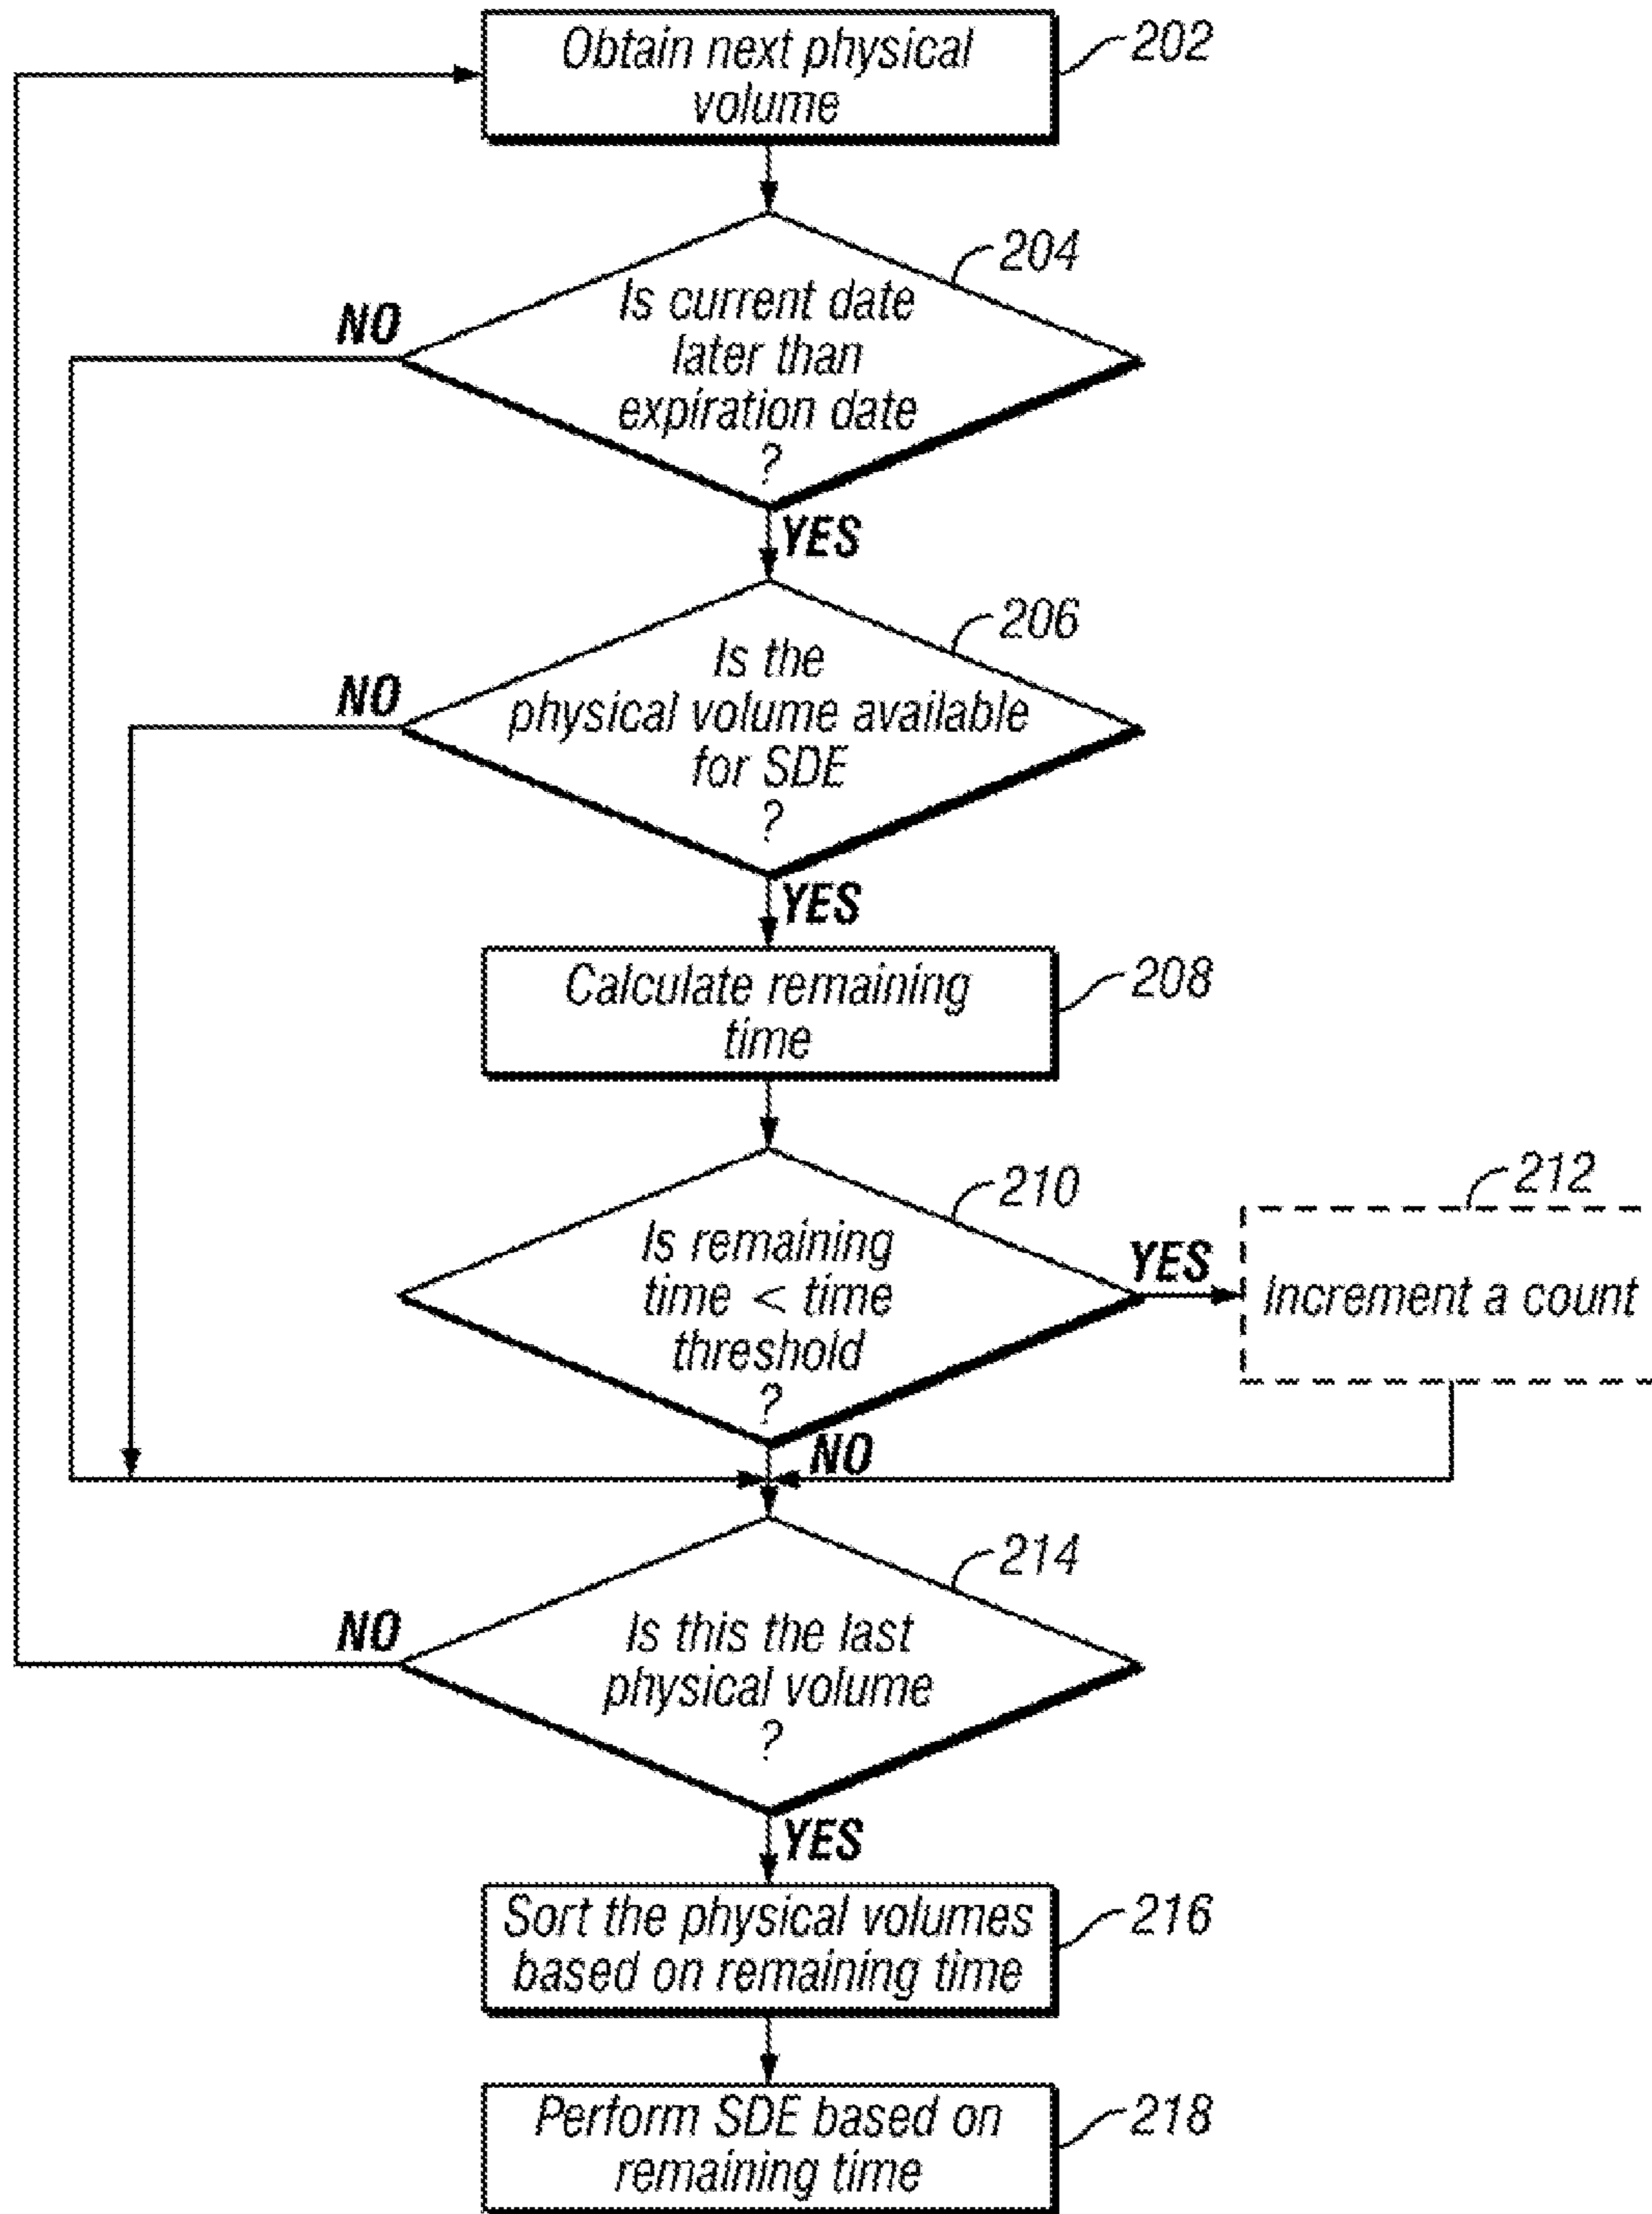 Obtain next physical
volume
202
204
Is current date
later than
expiration date
?
NO
YES
206
Is the
physical volume available
for SDE
?
NO
YES
Calculate remaining
time
208
210
Is remaining
time < time
threshold
?
YES
212
Increment a count
NO
214
Is this the last
physical volume
?
NO
YES
Sort the physical volumes
based on remaining time
216
Perform SDE based on
remaining time
218